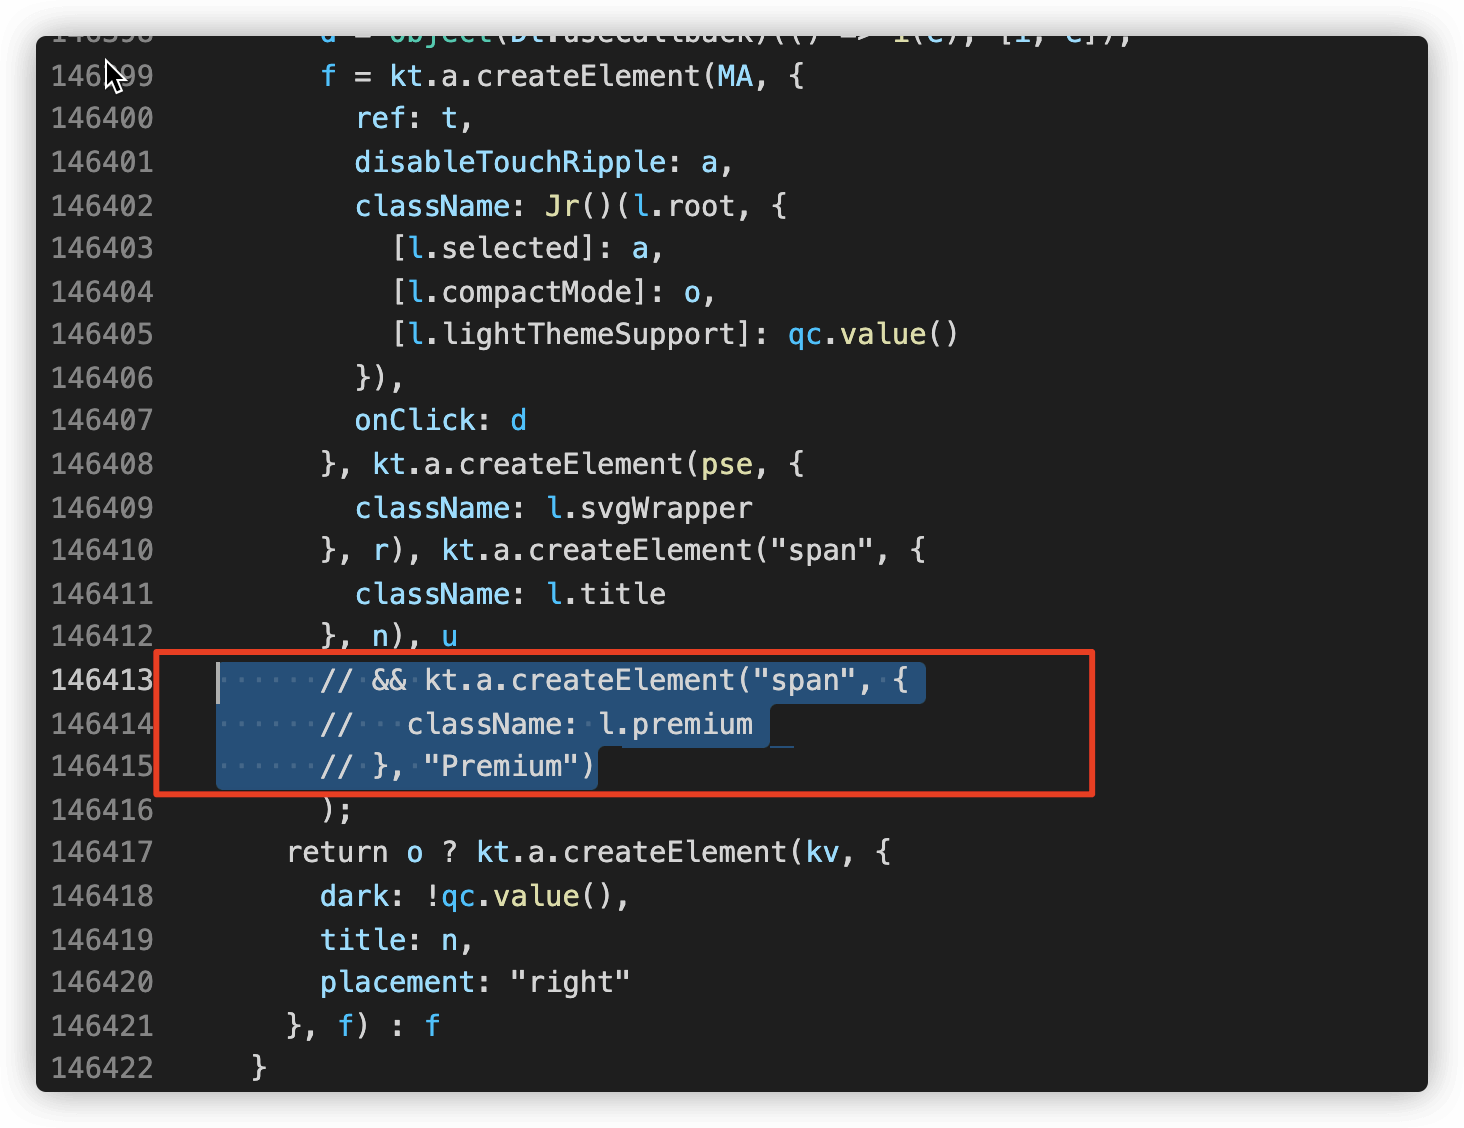 146398 d = object(Dt.useCallback)(() => i(e), [i, e]),
146399 f = kt.a.createElement(MA, {
146400 ref: t,
146401 disableTouchRipple: a,
146402 className: Jr()(l.root, {
146403 [l.selected]: a,
146404 [l.compactMode]: o,
146405 [l.lightThemeSupport]: qc.value()
146406 }),
146407 onClick: d
146408 }, kt.a.createElement(pse, {
146409 className: l.svgWrapper
146410 }, r), kt.a.createElement("span", {
146411 className: l.title
146412 }, n), u
146413 // && kt.a.createElement("span", {
146414 //   className: l.premium
146415 // }, "Premium")
146416 );
146417 return o ? kt.a.createElement(kv, {
146418 dark: !qc.value(),
146419 title: n,
146420 placement: "right"
146421 }, f) : f
146422 }